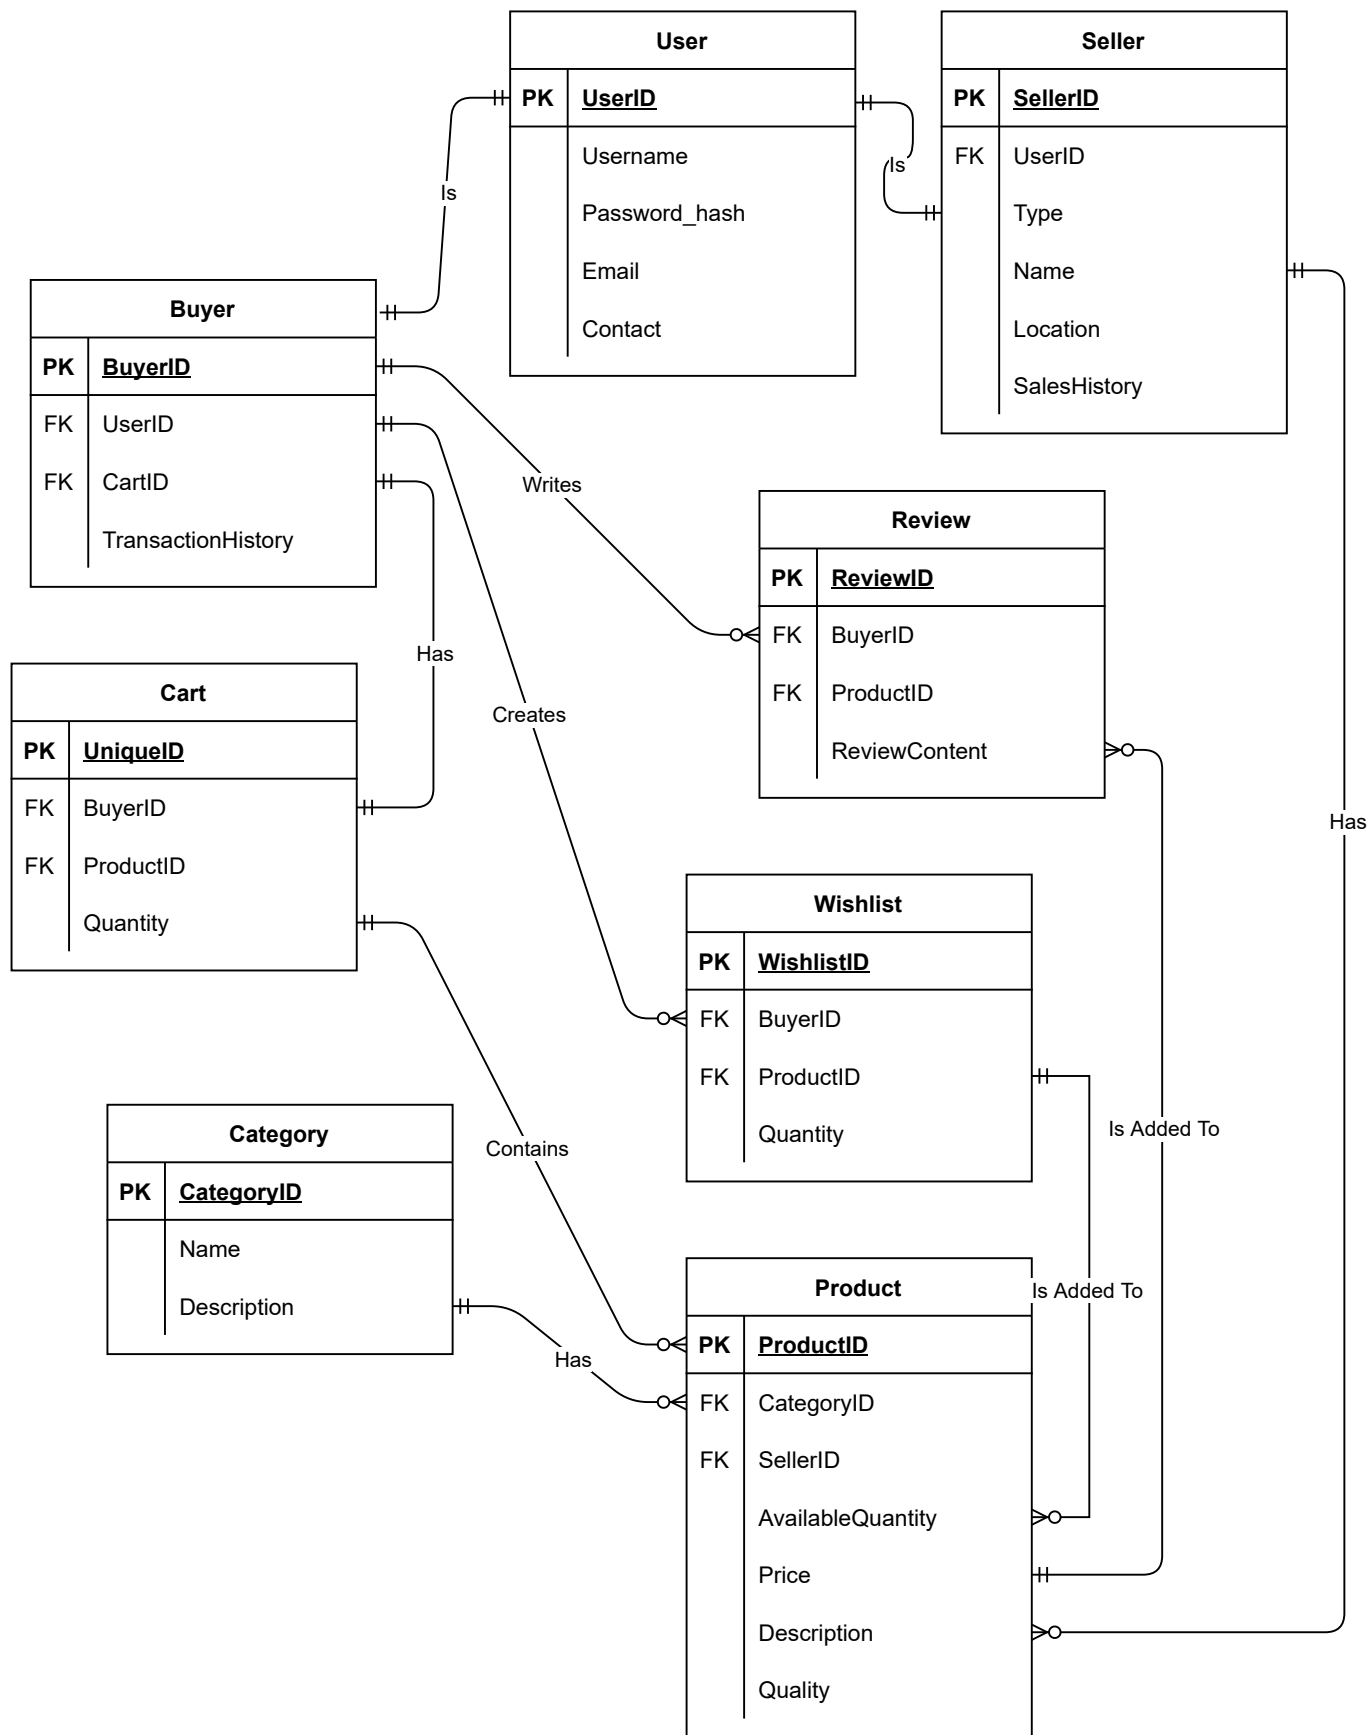 User
PK UserID
Username
Password_hash
Email
Contact
Seller
PK SellerID
FK UserID
Type
Name
Location
SalesHistory
Is
Is
Buyer
PK BuyerID
FK UserID
FK CartID
TransactionHistory
Writes
Review
PK ReviewID
FK BuyerID
FK ProductID
ReviewContent
Has
Cart
PK UniqueID
FK BuyerID
FK ProductID
Quantity
Creates
Has
Wishlist
PK WishlistID
FK BuyerID
FK ProductID
Quantity
Is Added To
Category
PK CategoryID
Name
Description
Contains
Has
Product
PK ProductID
FK CategoryID
FK SellerID
AvailableQuantity
Price
Description
Quality
Is Added To